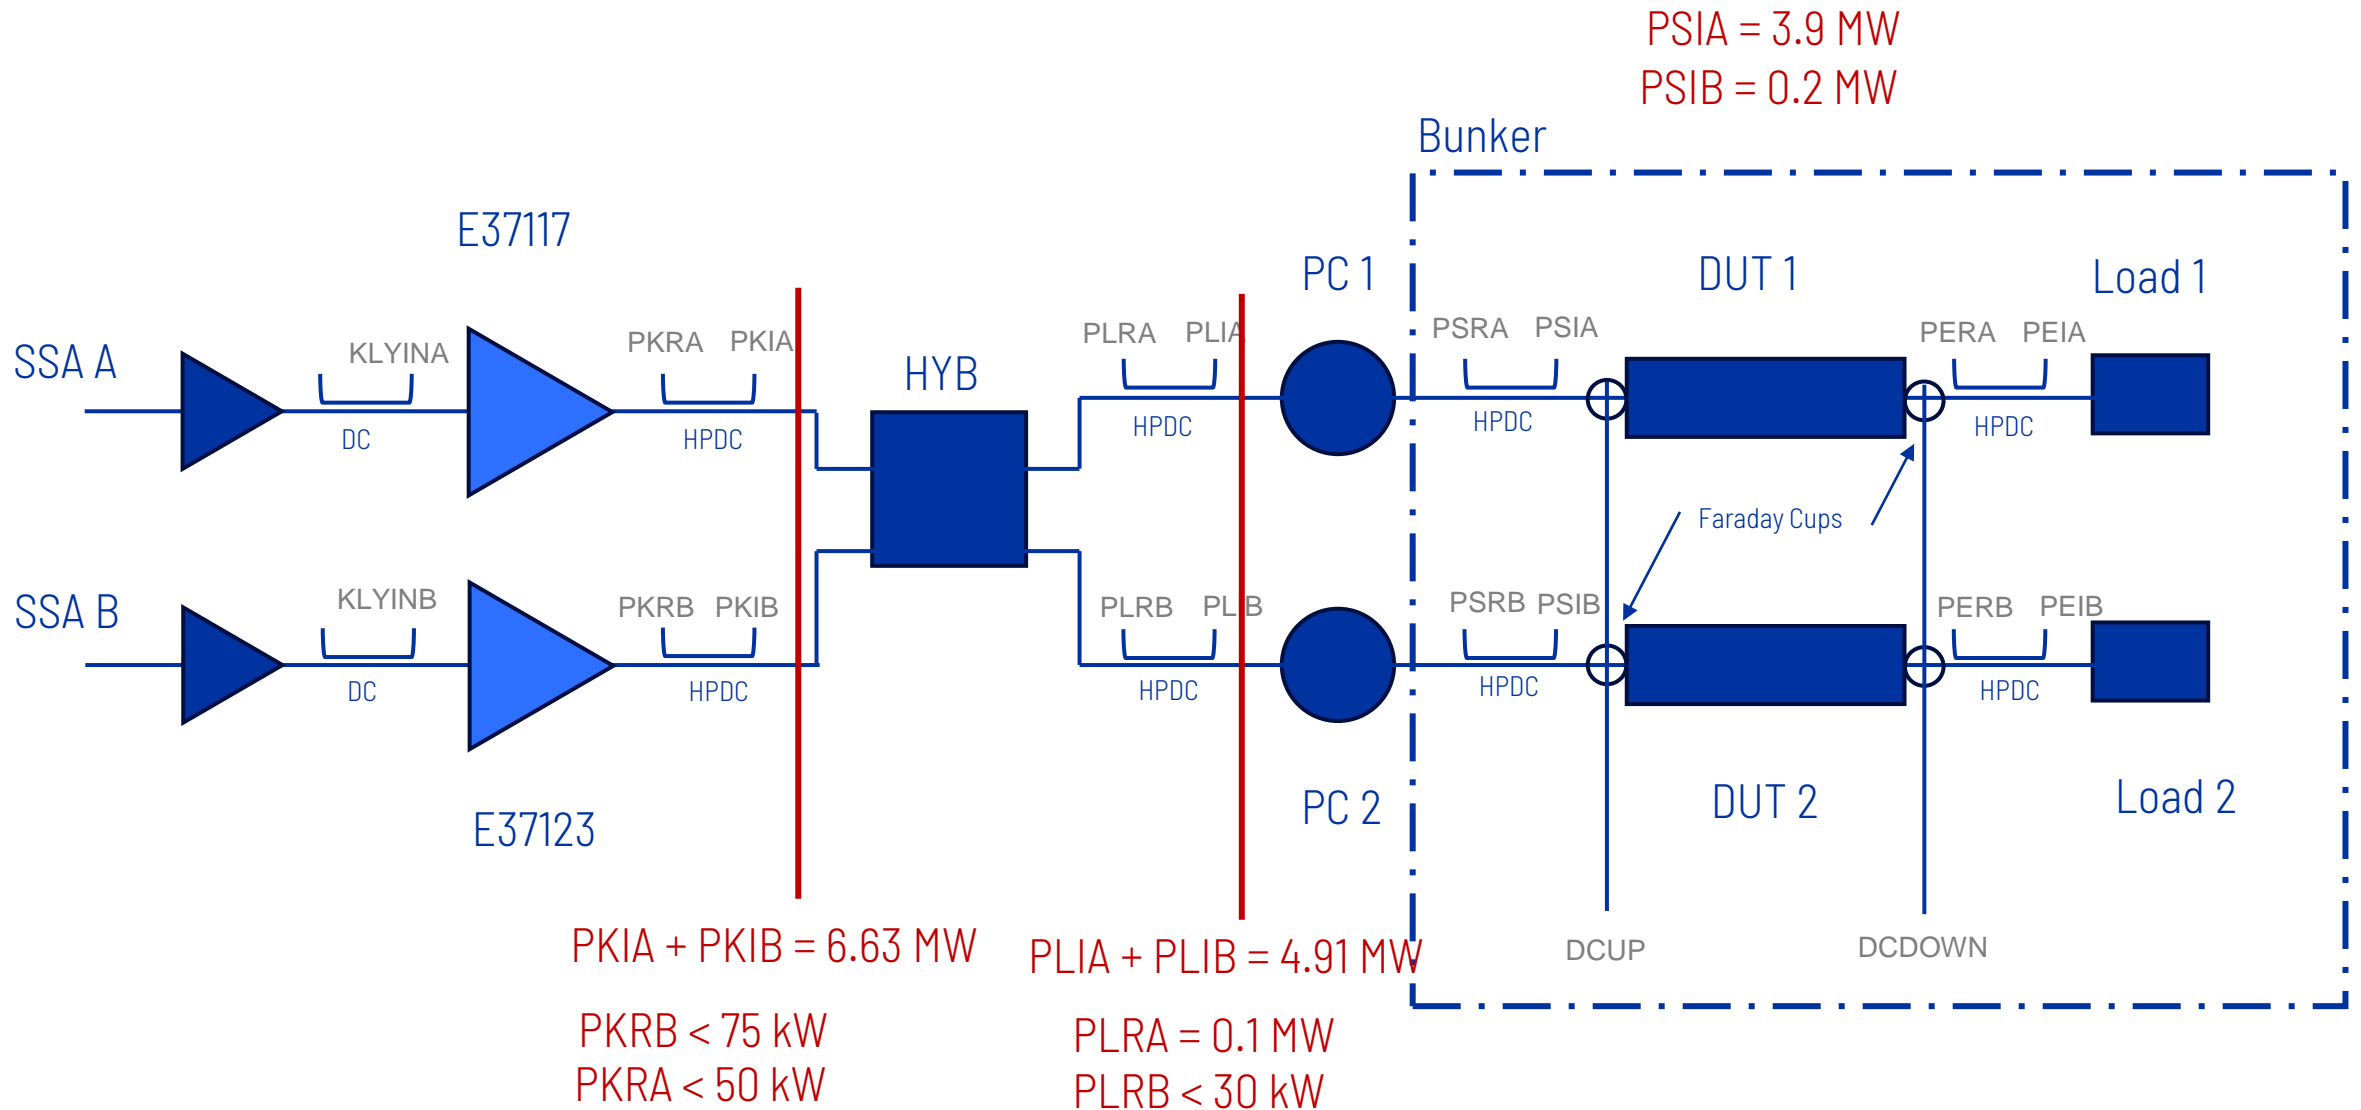 PSIA = 3.9 MW
PSIB = 0.2 MW
Bunker
E37117
PC 1
DUT 1
Load 1
SSA A
KLYINA
PKRA PKIA
HYB
PLRA PLIA
PSRA PSIA
PERA PEIA
DC
HPDC
HPDC
HPDC
HPDC
Faraday Cups
SSA B
KLYINB
PKRB PKIB
PLRB PLIB
PSRB PSIB
PERB PEIB
DC
HPDC
HPDC
HPDC
HPDC
E37123
PC 2
DUT 2
Load 2
PKIA + PKIB = 6.63 MW
PLIA + PLIB = 4.91 MW
DCUP
DCDOWN
PKRB < 75 kW
PKRA < 50 kW
PLRA = 0.1 MW
PLRB < 30 kW